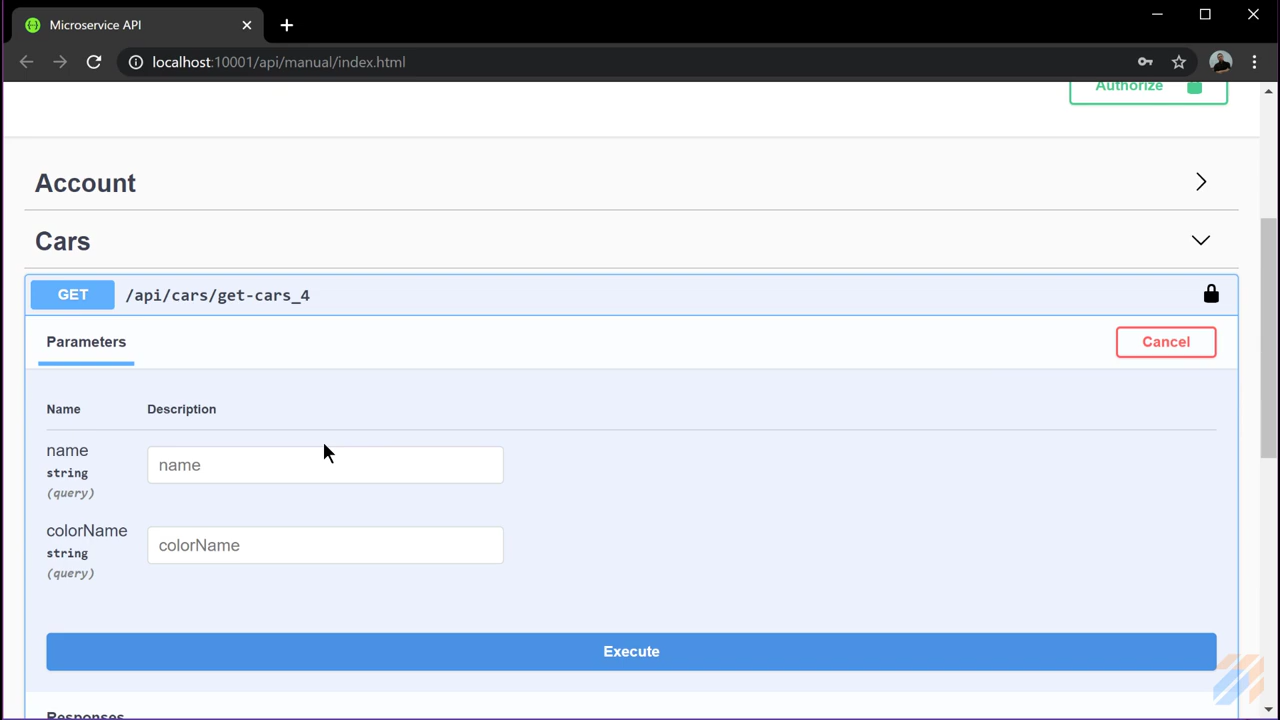 Microservice API
localhost:10001/api/manual/index.html
Authorize
Account
Cars
GET /api/cars/get-cars_4
Parameters
Cancel
Name Description
name
string
(query)
name
colorName
string
(query)
colorName
Execute
Responses